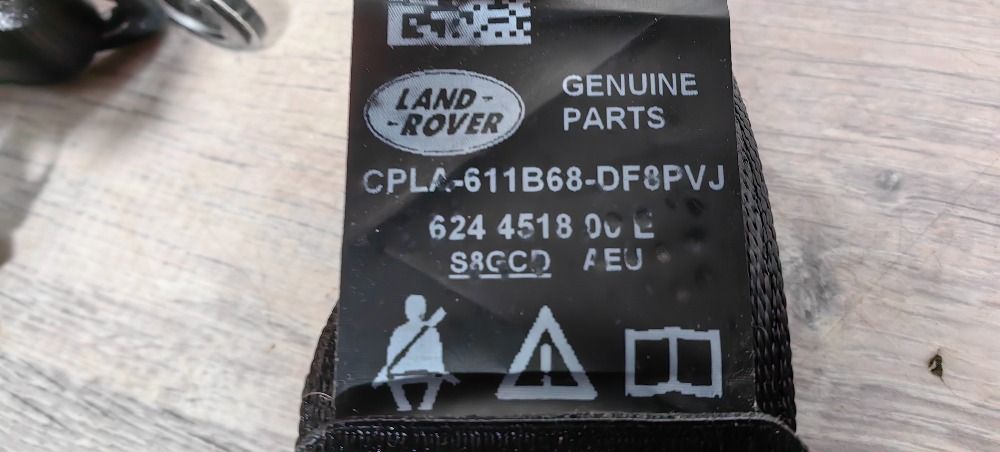 LAND-
-ROVER
GENUINE
PARTS
CPLA-611B68-DF8PVJ
624 4518 00 E
S8GCD AEU